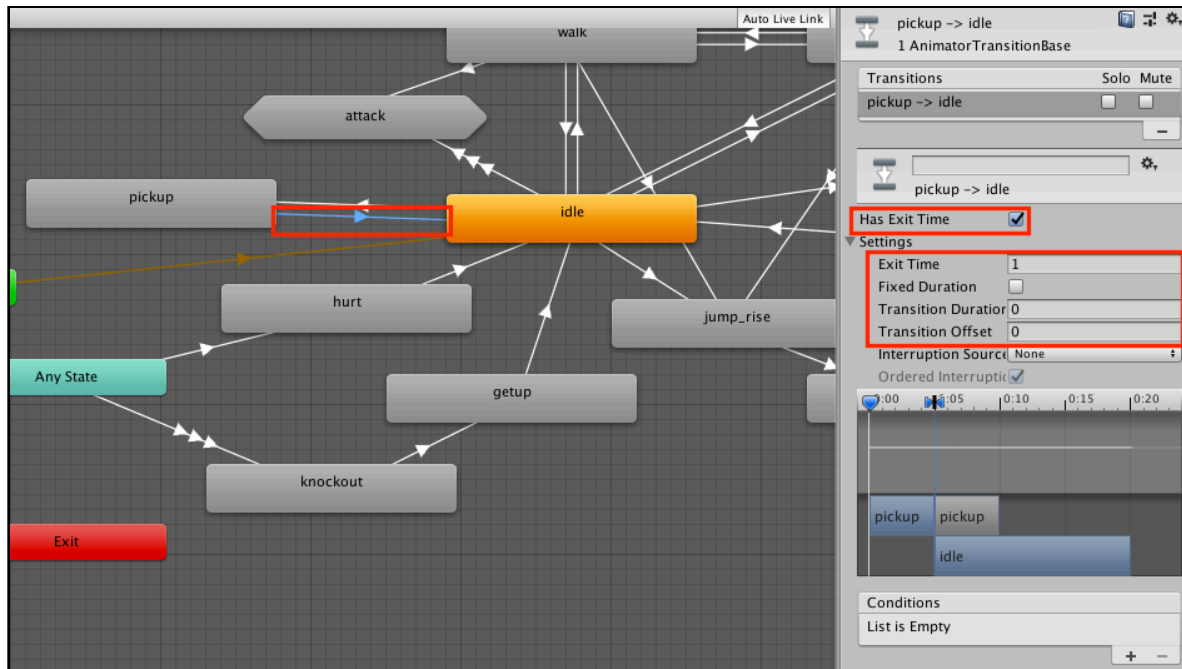 Auto Live Link
walk
attack
pickup
idle
hurt
jump_rise
Any State
getup
knockout
Exit
pickup -> idle
1 AnimatorTransitionBase
Transitions Solo Mute
pickup -> idle
pickup -> idle
Has Exit Time
Settings
Exit Time 1
Fixed Duration
Transition Duration 0
Transition Offset 0
Interruption Source None
Ordered Interruptic
0:00 0:05 0:10 0:15 0:20
pickup pickup
idle
Conditions
List is Empty